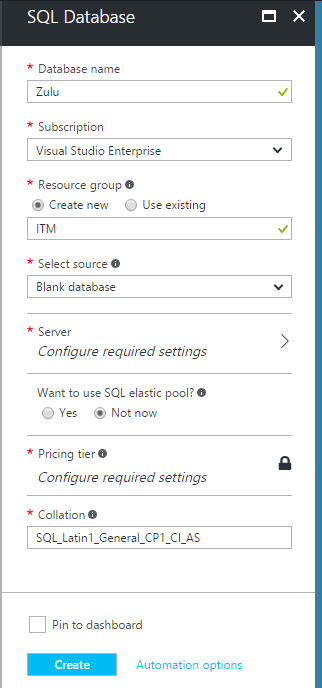 SQL Database
* Database name
Zulu
* Subscription
Visual Studio Enterprise
* Resource group
Create new Use existing
ITM
* Select source
Blank database
* Server
Configure required settings
Want to use SQL elastic pool?
Yes Not now
* Pricing tier
Configure required settings
* Collation
SQL_Latin1_General_CP1_CI_AS
Pin to dashboard
Create Automation options